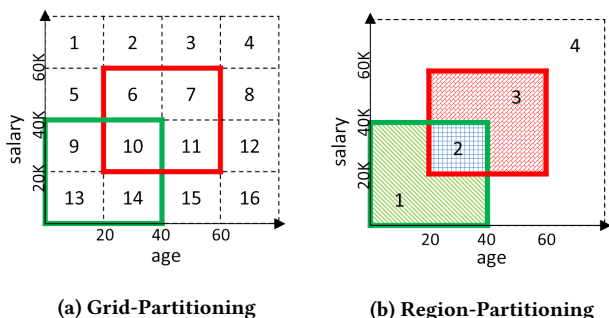 1 2 3 4
5 6 7 8
9 10 11 12
13 14 15 16
60K
40K
20K
salary
20 40 60
age
(a) Grid-Partitioning
4
3
2
1
60K
40K
20K
salary
20 40 60
age
(b) Region-Partitioning